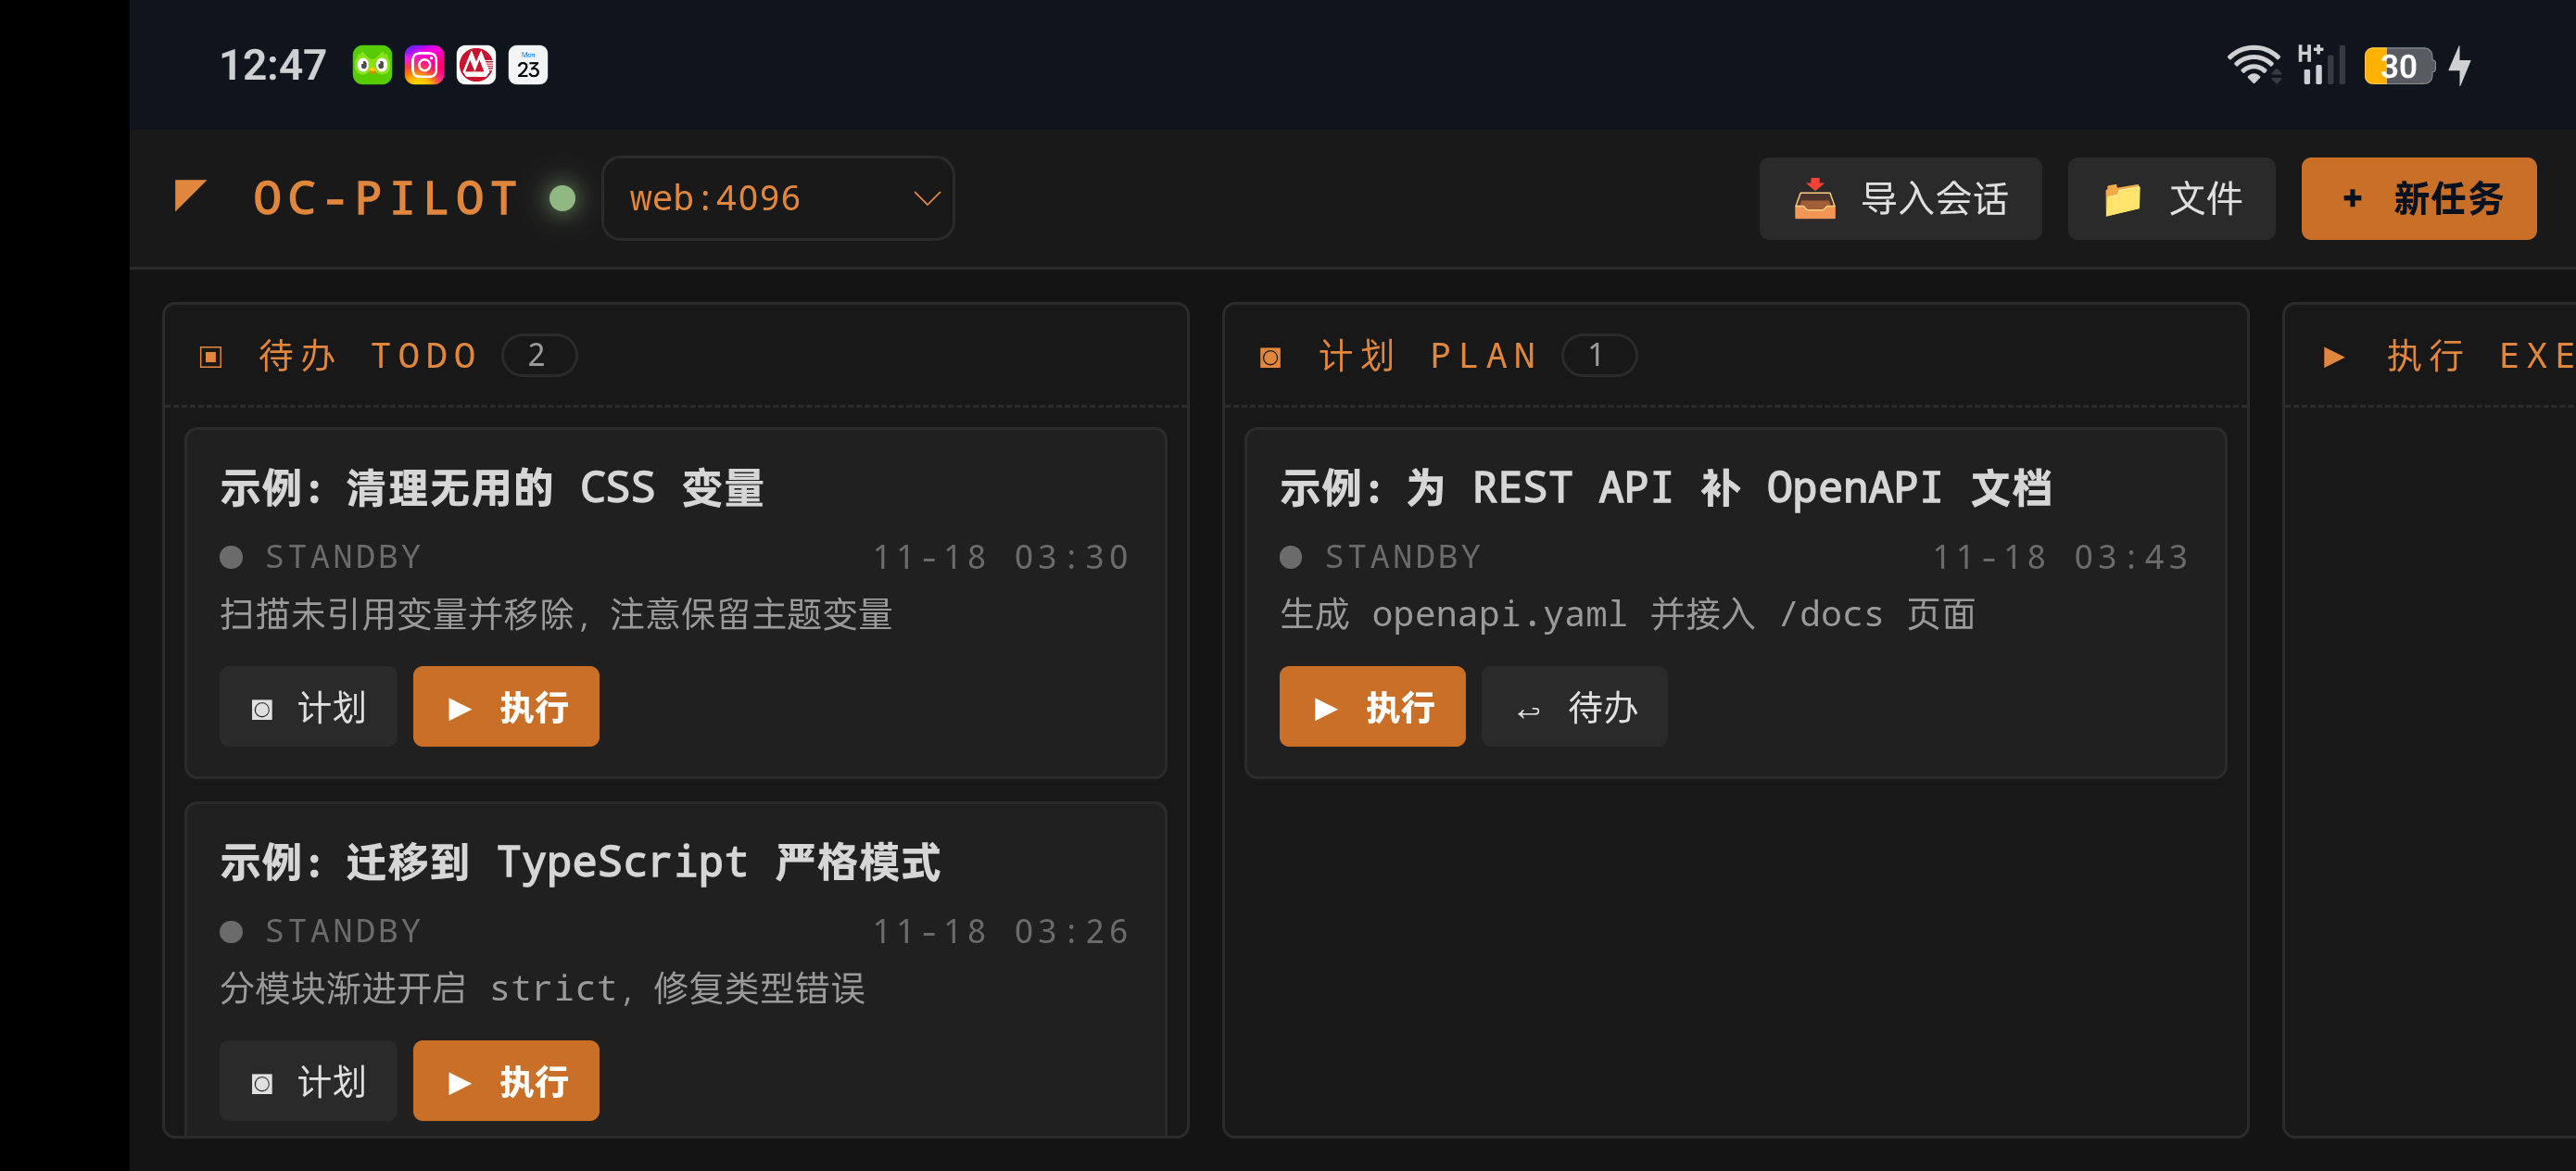 12:47 Mon 23 H+ 30
OC-PILOT web:4096 导入会话 文件 + 新任务
待办 TODO 2
示例: 清理无用的 CSS 变量
STANDBY 11-18 03:30
扫描未引用变量并移除, 注意保留主题变量
计划 执行
示例: 迁移到 TypeScript 严格模式
STANDBY 11-18 03:26
分模块渐进开启 strict, 修复类型错误
计划 执行
计划 PLAN 1
示例: 为 REST API 补 OpenAPI 文档
STANDBY 11-18 03:43
生成 openapi.yaml 并接入 /docs 页面
执行 待办
执行 EXE